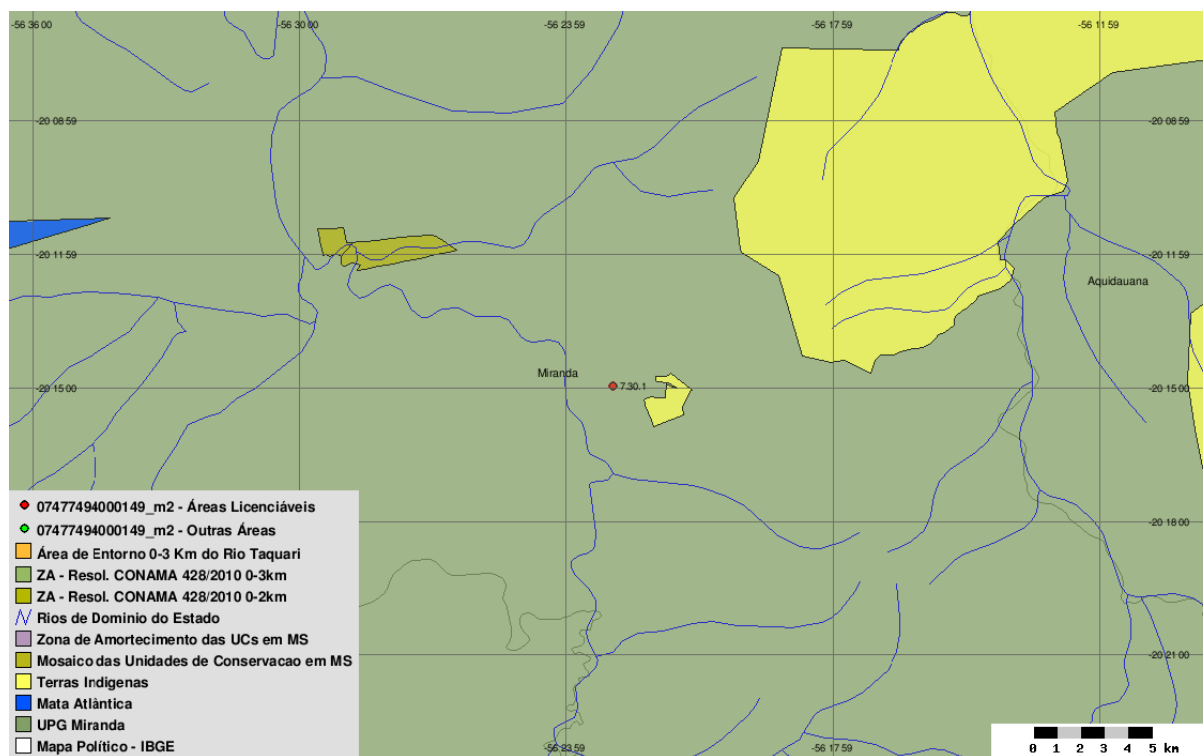 -56 36 00
-56 30 00
-56 23 59
-56 17 59
-56 11 59
-20 08 59
-20 08 59
-20 11 59
-20 11 59
Aquidauana
Miranda
-20 15 00
7.30.1
-20 15 00
-20 18 00
-20 21 00
07477494000149_m2 - Áreas Licenciáveis
07477494000149_m2 - Outras Áreas
Área de Entorno 0-3 Km do Rio Taquari
ZA - Resol. CONAMA 428/2010 0-3km
ZA - Resol. CONAMA 428/2010 0-2km
Rios de Dominio do Estado
Zona de Amortecimento das UCs em MS
Mosaico das Unidades de Conservacao em MS
Terras Indigenas
Mata Atlântica
UPG Miranda
Mapa Político - IBGE
-56 23 59
-56 17 59
0 1 2 3 4 5 km